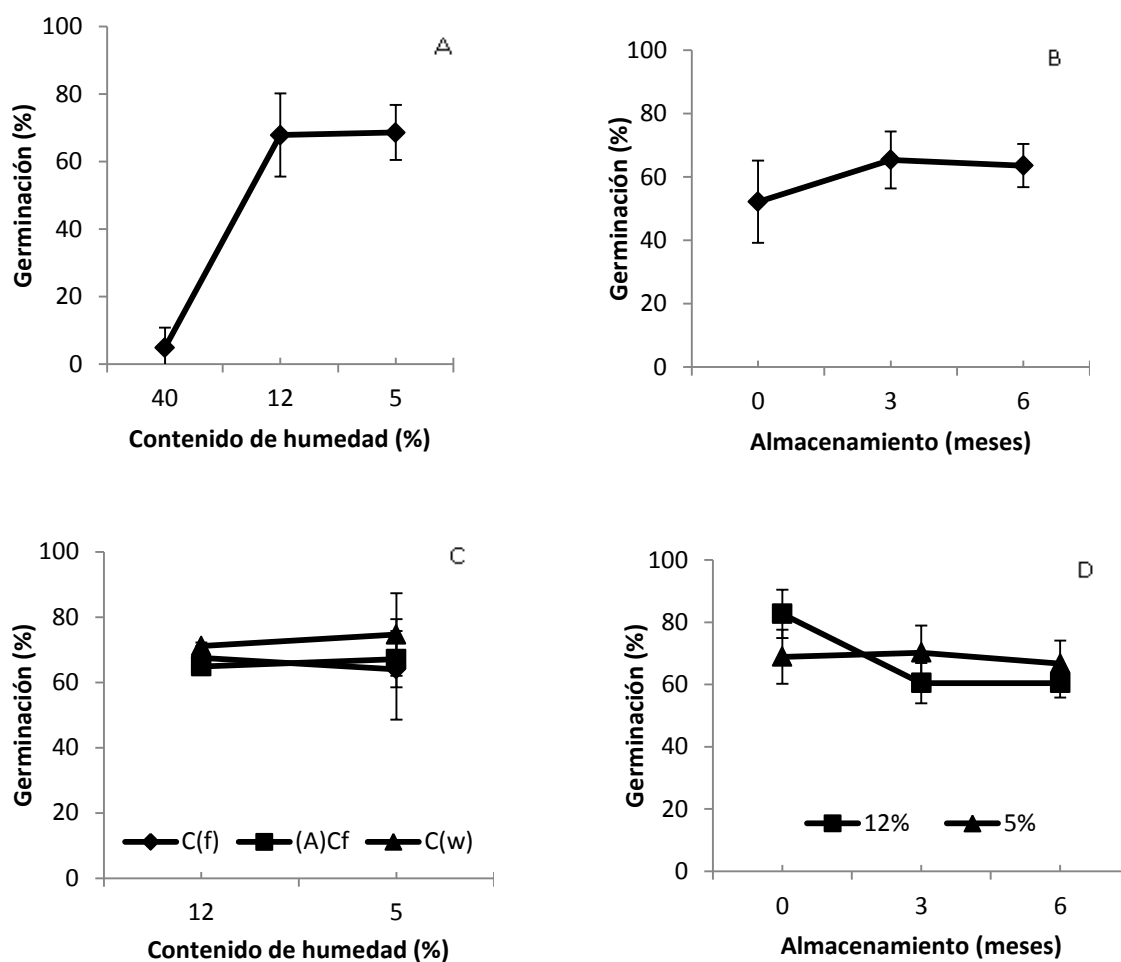 A
Germinación (%)
100
80
60
40
20
0
40 12 5
Contenido de humedad (%)
B
Germinación (%)
100
80
60
40
20
0
0 3 6
Almacenamiento (meses)
C
Germinación (%)
100
80
60
40
20
0
C(f) (A)Cf C(w)
12 5
Contenido de humedad (%)
D
Germinación (%)
100
80
60
40
20
0
12% 5%
0 3 6
Almacenamiento (meses)